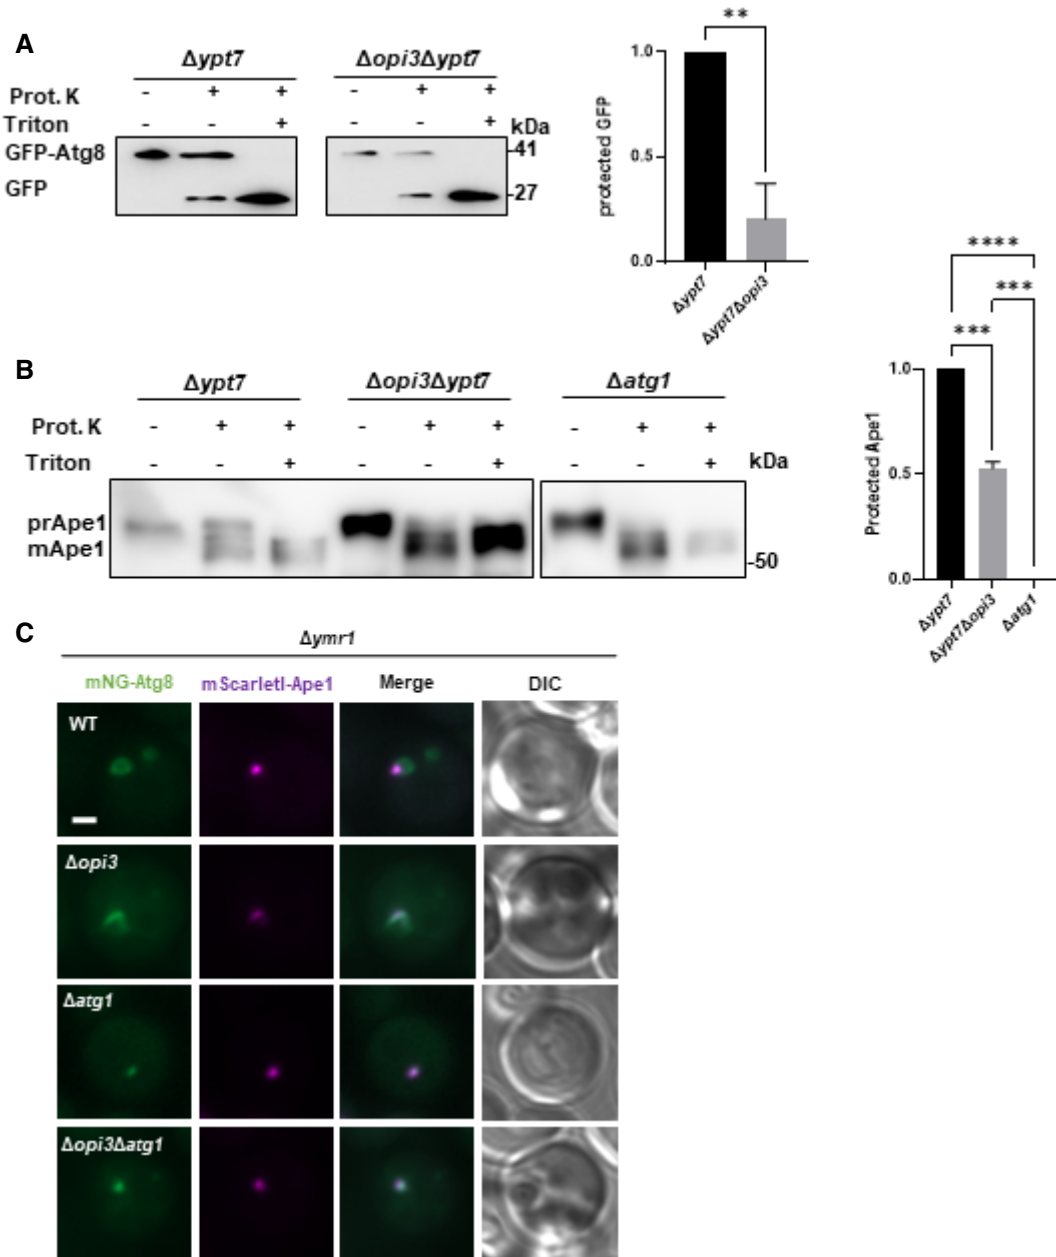 A
Δypt7 Δopi3Δypt7
Prot. K - + + - + +
Triton - - + - - + kDa
GFP-Atg8 -41
GFP -27
**
protected GFP
1.0
0.5
0.0
Δypt7
Δypt7Δopi3
B
Δypt7 Δopi3Δypt7 Δatg1
Prot. K - + + - + + - + +
Triton - - + - - + - - + kDa
prApe1
mApe1
-50
****
***
***
Protected Ape1
1.0
0.5
0.0
Δypt7
Δypt7Δopi3
Δatg1
C
Δymr1
mNG-Atg8 mScarletI-Ape1 Merge DIC
WT
Δopi3
Δatg1
Δopi3Δatg1